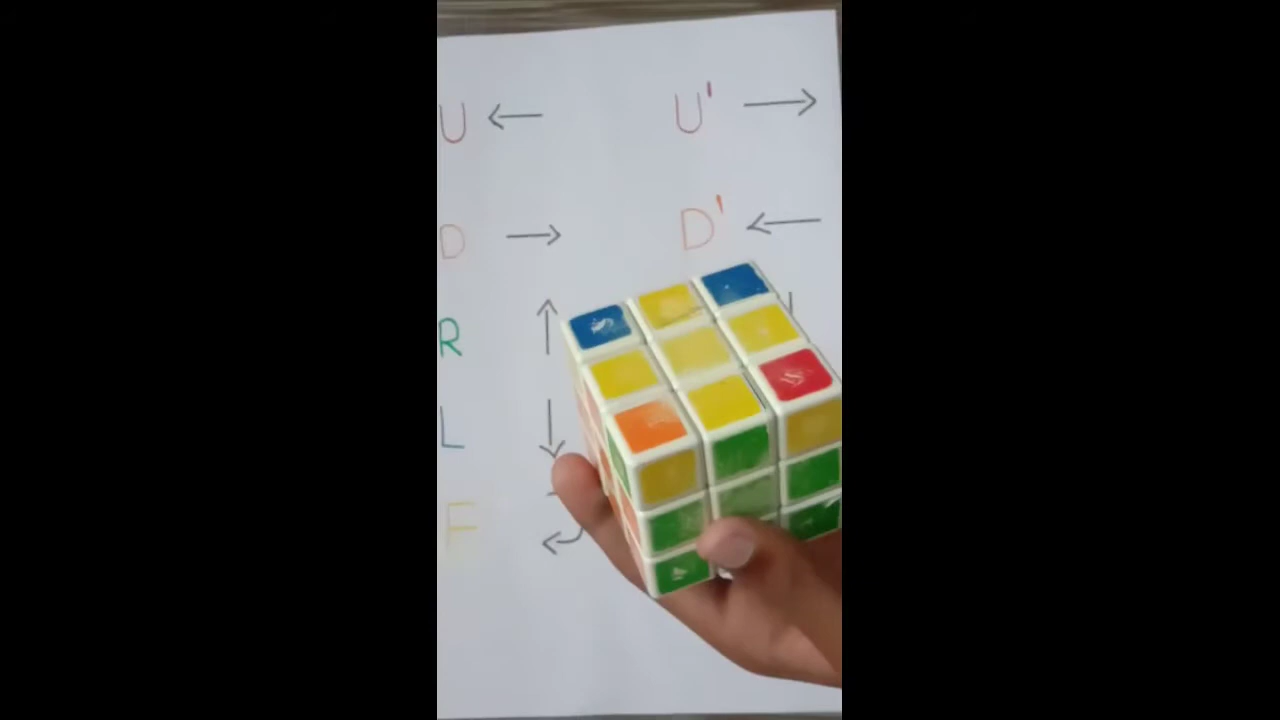 U ← U' →
D → D' ←
R ↑
L ↓
F